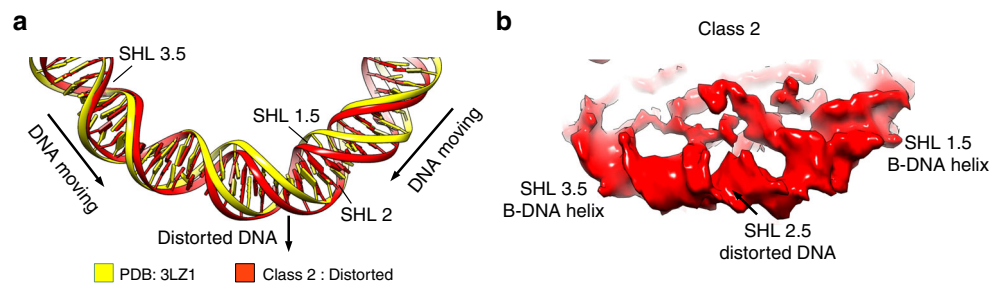 a
SHL 3.5
SHL 1.5
DNA moving
DNA moving
SHL 2
Distorted DNA
PDB: 3LZ1
Class 2 : Distorted
b
Class 2
SHL 1.5
B-DNA helix
SHL 3.5
B-DNA helix
SHL 2.5
distorted DNA